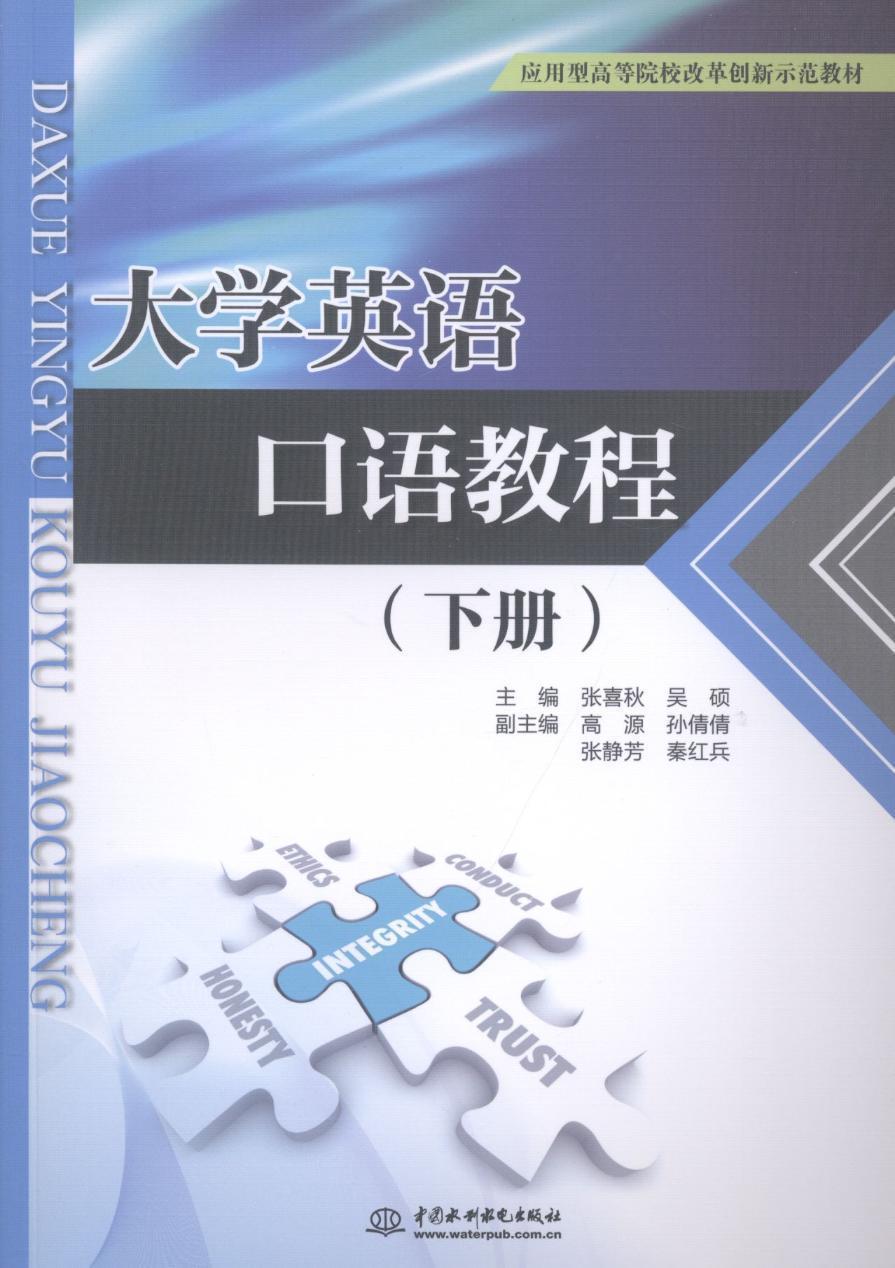 应用型高等院校改革创新示范教材
DAXUE YINGYU KOUYU JIAOCHENG
大学英语
口语教程
（下册）
主 编 张喜秋 吴 硕
副主编 高 源 孙倩倩
张静芳 秦红兵
ETHICS
CONDUCT
INTEGRITY
HONESTY
TRUST
中国水利水电出版社
www.waterpub.com.cn